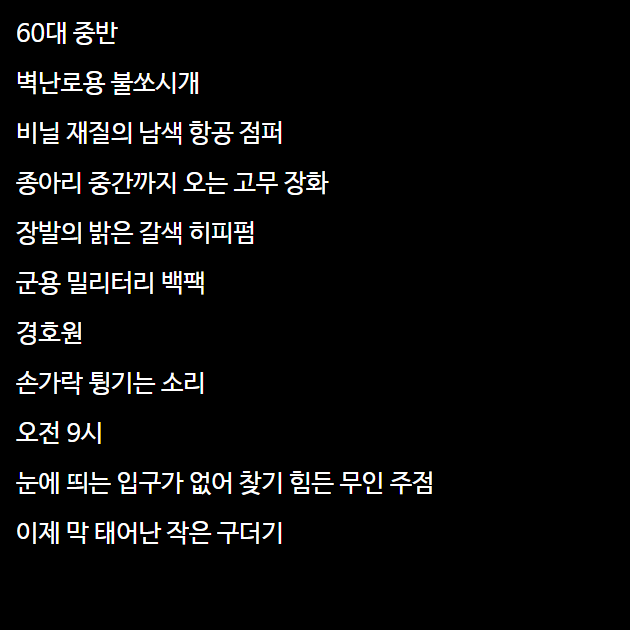 60대 중반
벽난로용 불쏘시개
비닐 재질의 남색 항공 점퍼
종아리 중간까지 오는 고무 장화
장발의 밝은 갈색 히피펌
군용 밀리터리 백팩
경호원
손가락 튕기는 소리
오전 9시
눈에 띄는 입구가 없어 찾기 힘든 무인 주점
이제 막 태어난 작은 구더기